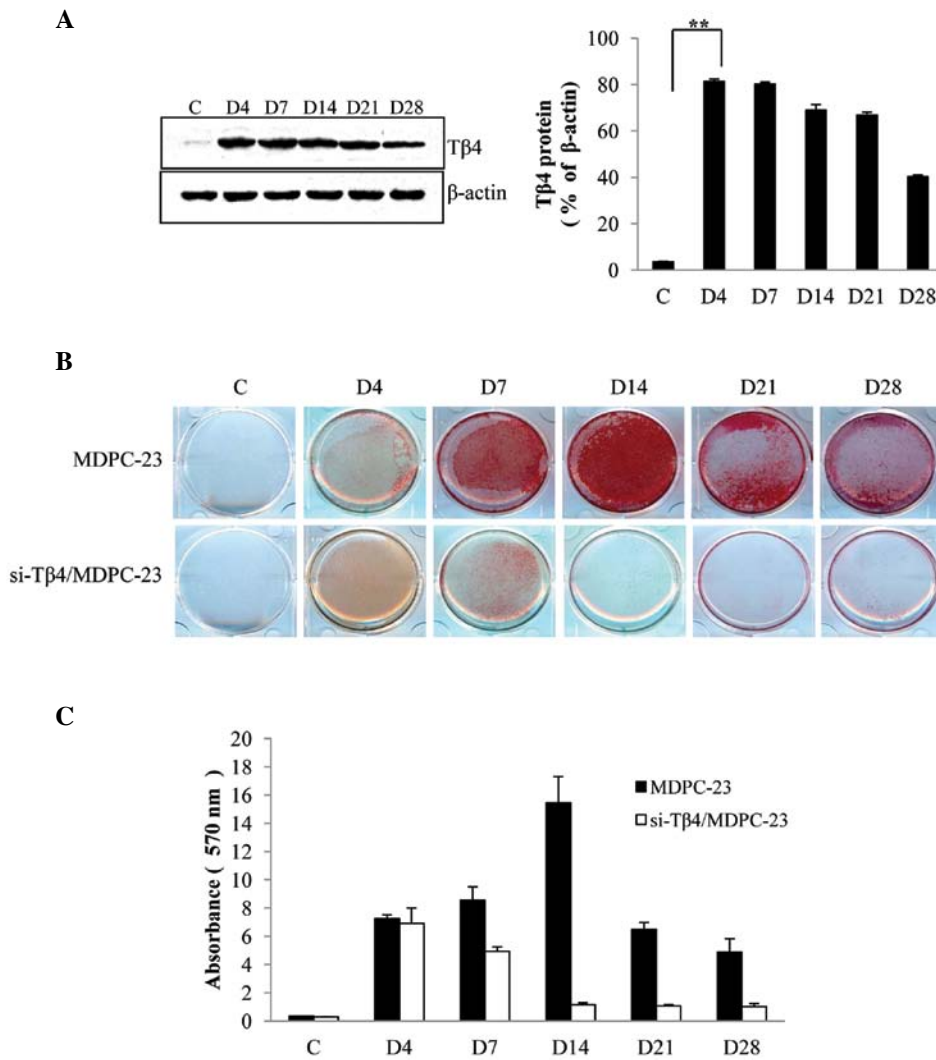 A
C D4 D7 D14 D21 D28
Tβ4
β-actin
Tβ4 protein
( % of β-actin)
100
80
60
40
20
0
**
C D4 D7 D14 D21 D28
B
C D4 D7 D14 D21 D28
MDPC-23
si-Tβ4/MDPC-23
C
Absorbance ( 570 nm )
20
18
16
14
12
10
8
6
4
2
0
MDPC-23
si-Tβ4/MDPC-23
C D4 D7 D14 D21 D28